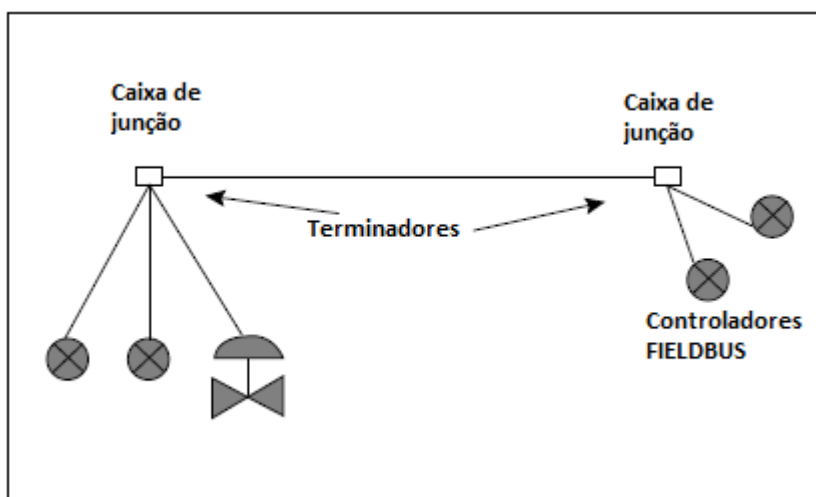 Caixa de
junção
Caixa de
junção
Terminadores
Controladores
FIELDBUS